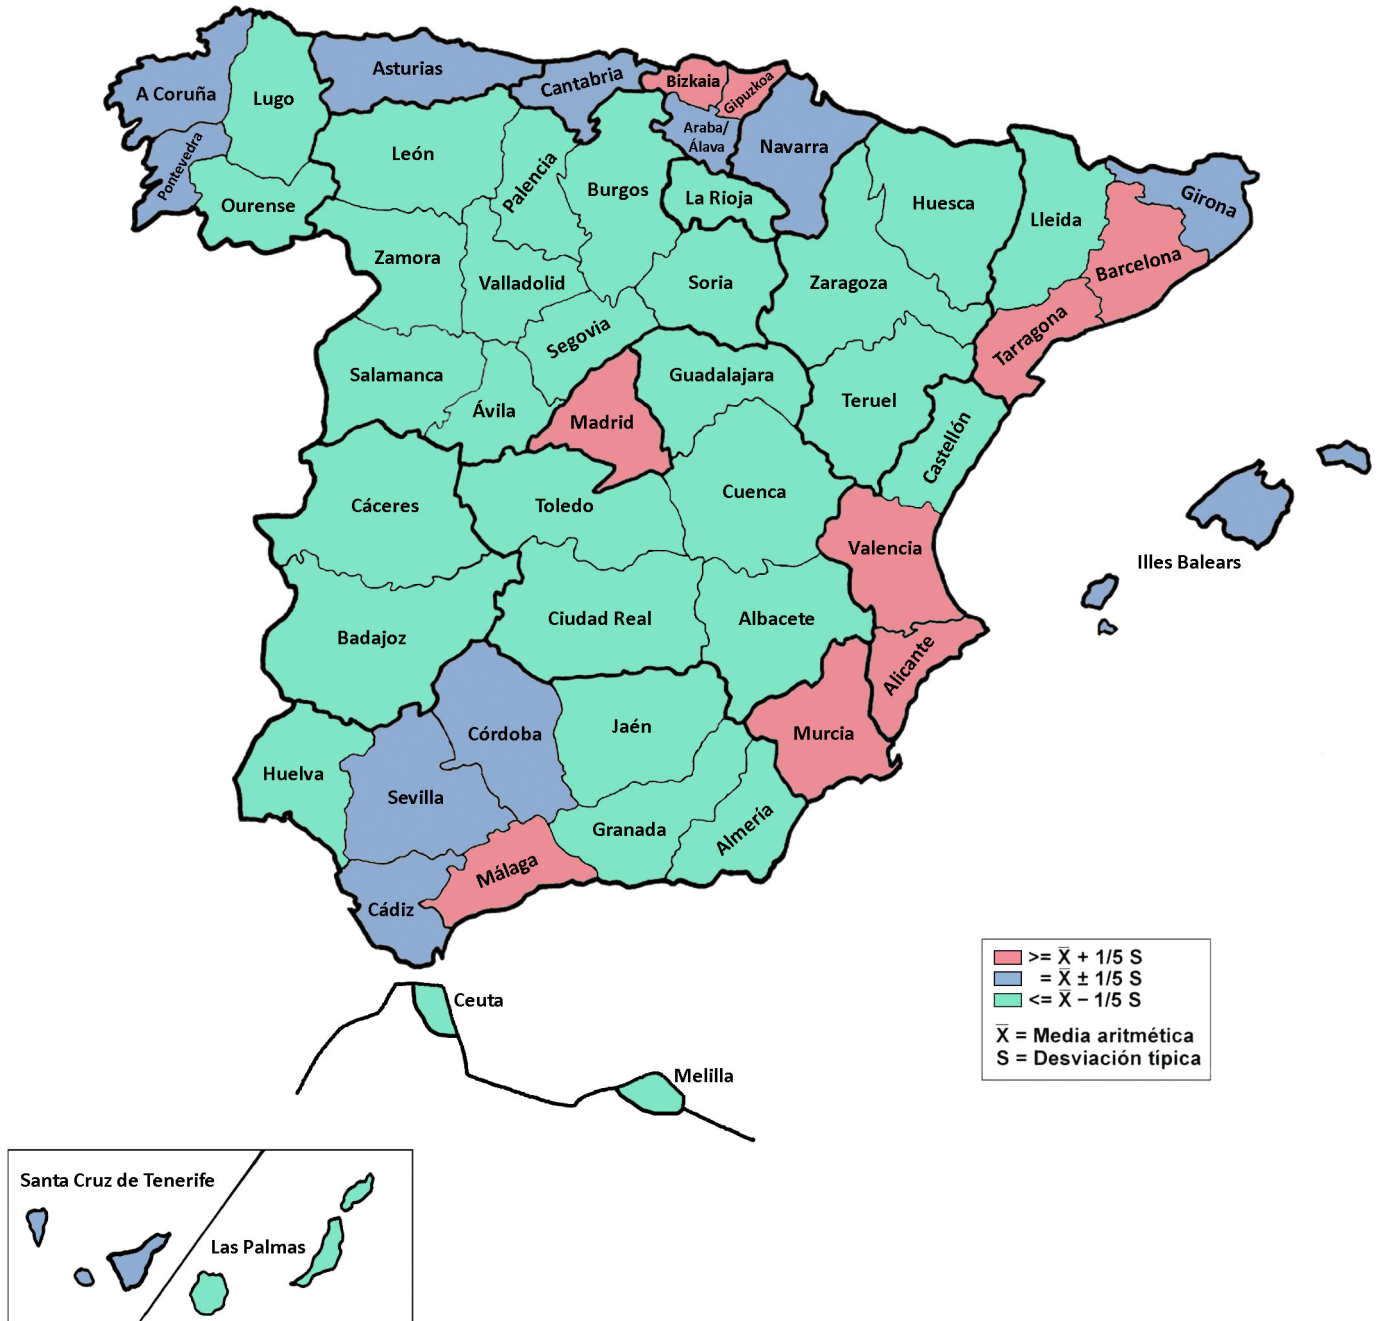 A Coruña
Lugo
Asturias
Cantabria
Bizkaia
Gipuzkoa
Araba/
Álava
Navarra
Pontevedra
Ourense
León
Palencia
Burgos
La Rioja
Huesca
Lleida
Girona
Barcelona
Zamora
Valladolid
Soria
Zaragoza
Segovia
Tarragona
Salamanca
Ávila
Madrid
Guadalajara
Teruel
Castellón
Cáceres
Toledo
Cuenca
Valencia
Illes Balears
Badajoz
Ciudad Real
Albacete
Alicante
Córdoba
Jaén
Murcia
Huelva
Sevilla
Granada
Almería
Málaga
Cádiz
>= X̅ + 1/5 S
= X̅ ± 1/5 S
<= X̅ − 1/5 S
X̅ = Media aritmética
S = Desviación típica
Ceuta
Melilla
Santa Cruz de Tenerife
Las Palmas